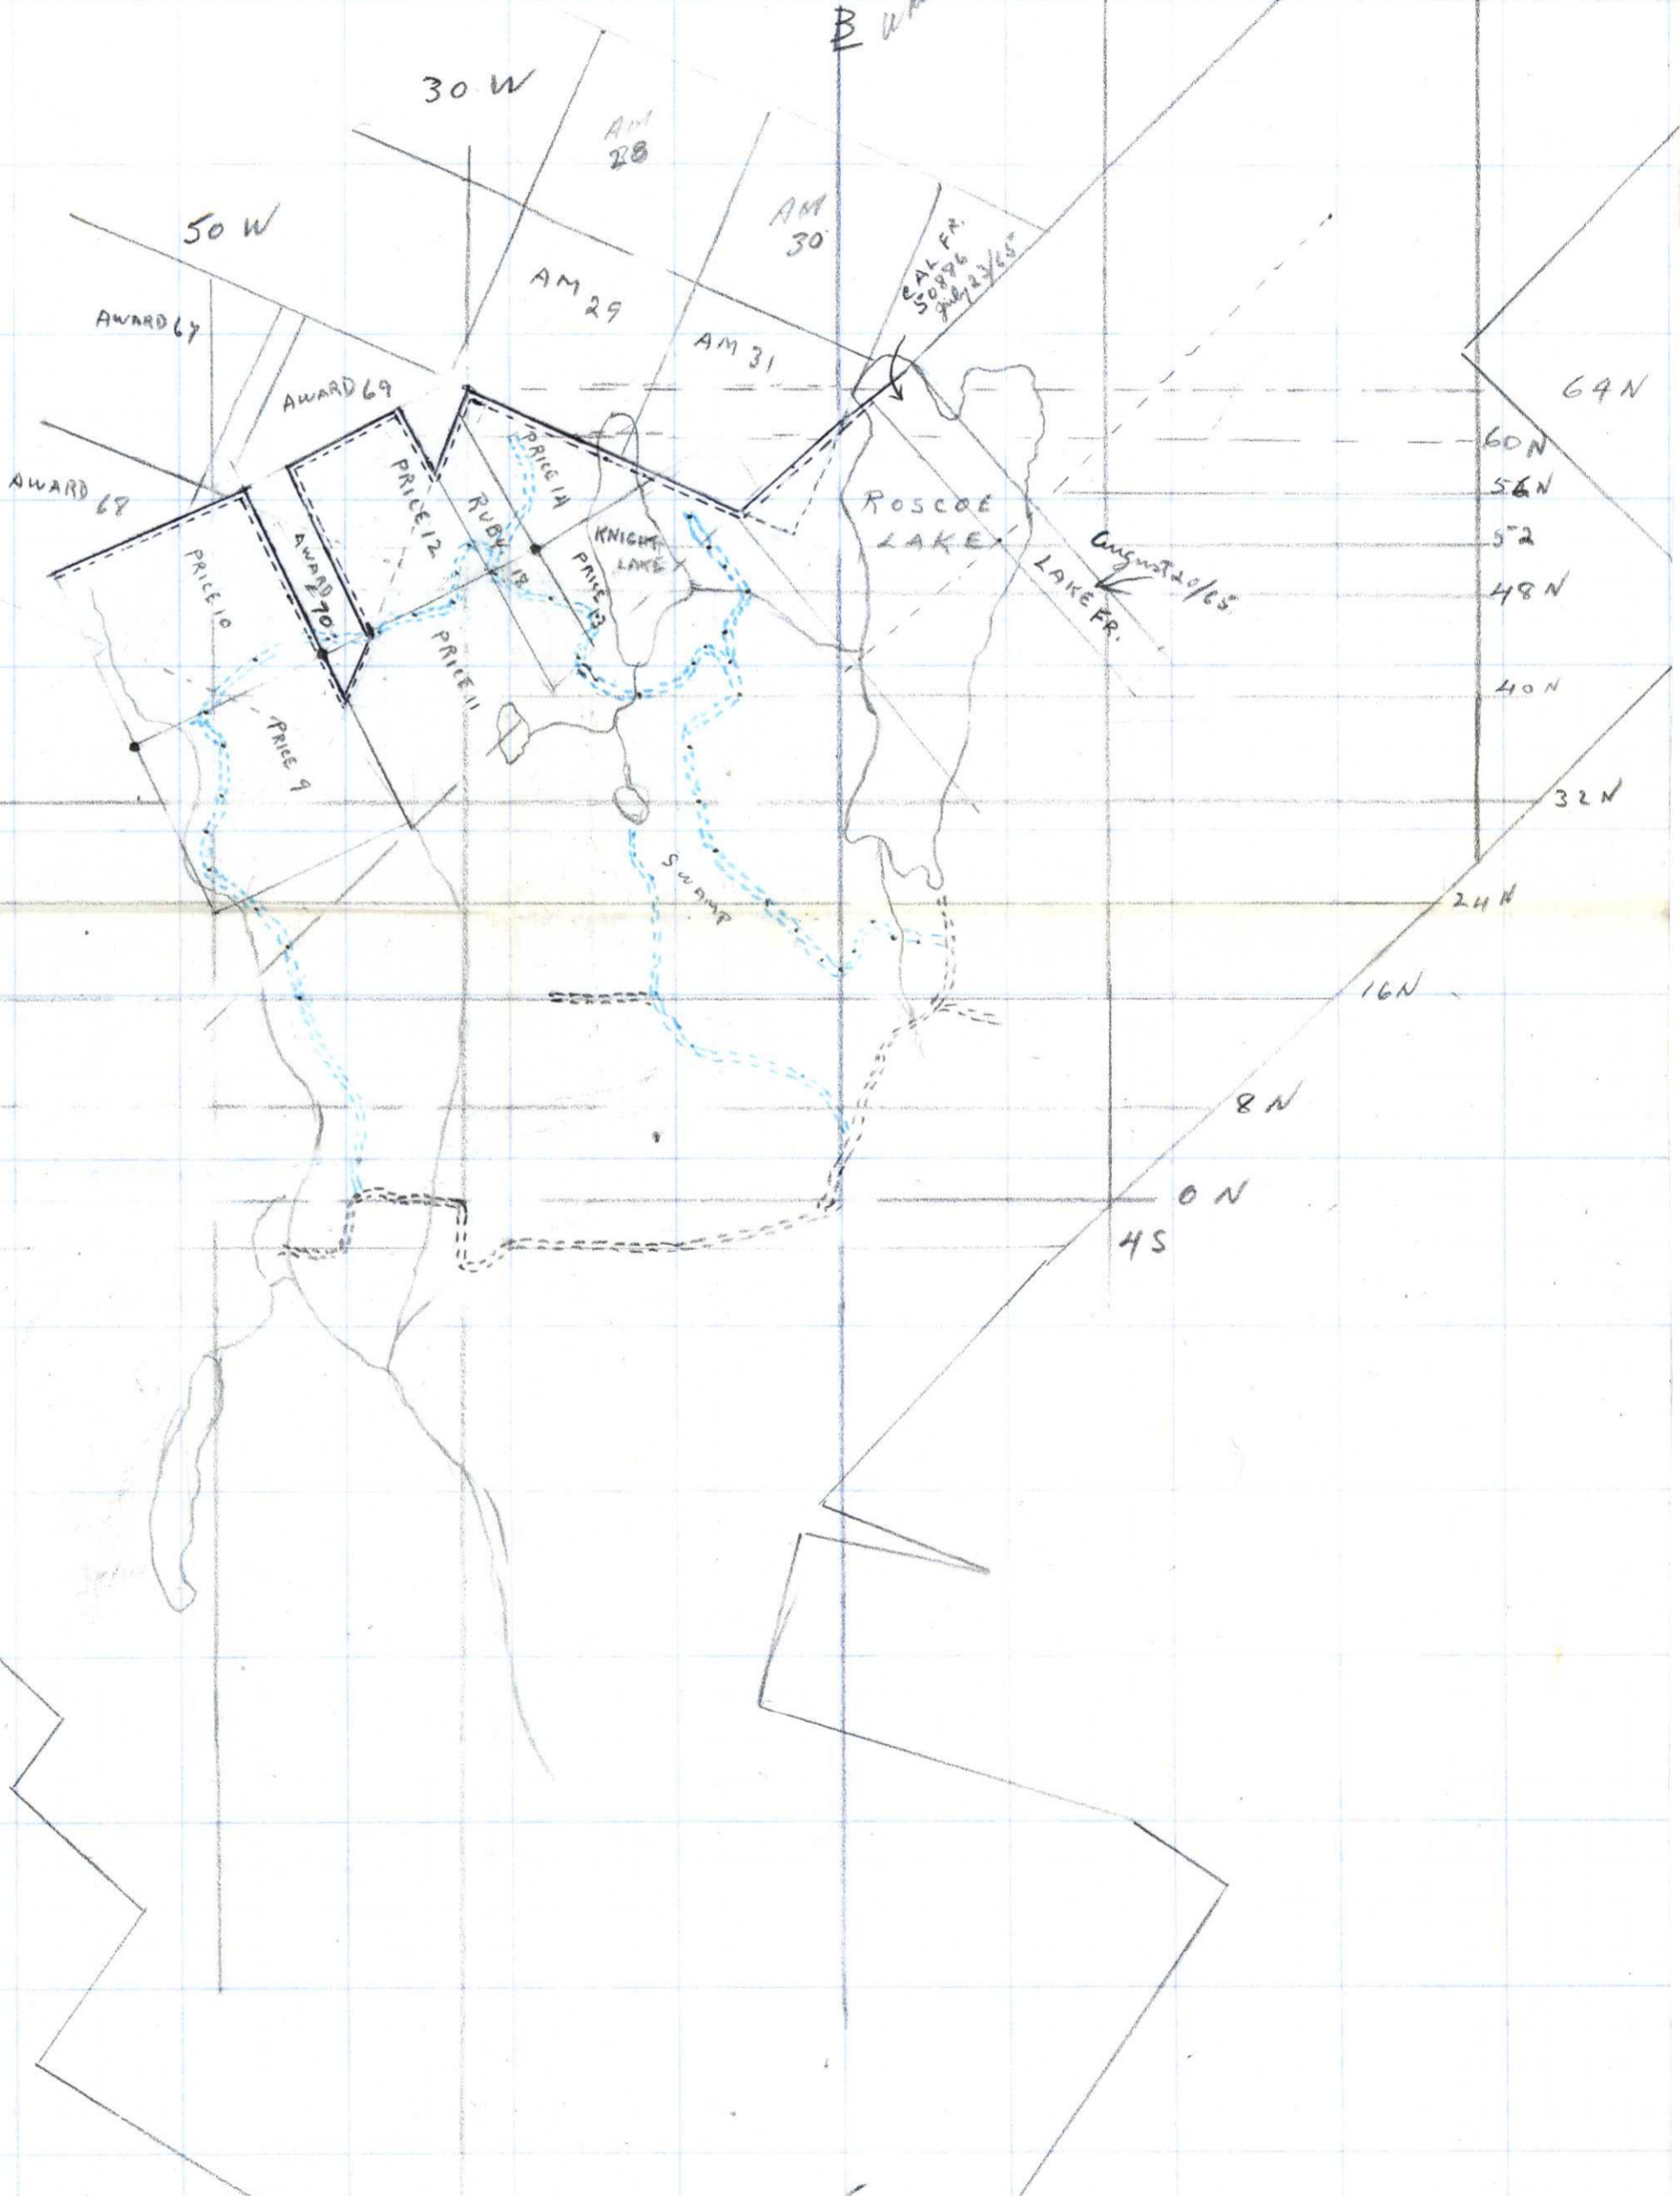 B
30 W
AM
28
50 W
AM
30
CAL FR.
50896
July 23/65
AM 29
AWARD 67
AM 31
AWARD 69
64 N
60 N
AWARD 68
PRICE 14
PRICE 12
RUBY
18
56 N
ROSCOE
LAKE
KNIGHT
LAKE
52
AWARD
70
PRICE 10
PRICE 13
August 20/65
LAKE FR.
48 N
PRICE 11
40 N
PRICE 9
32 N
SWAMP
24 N
16 N
8 N
0 N
4 S